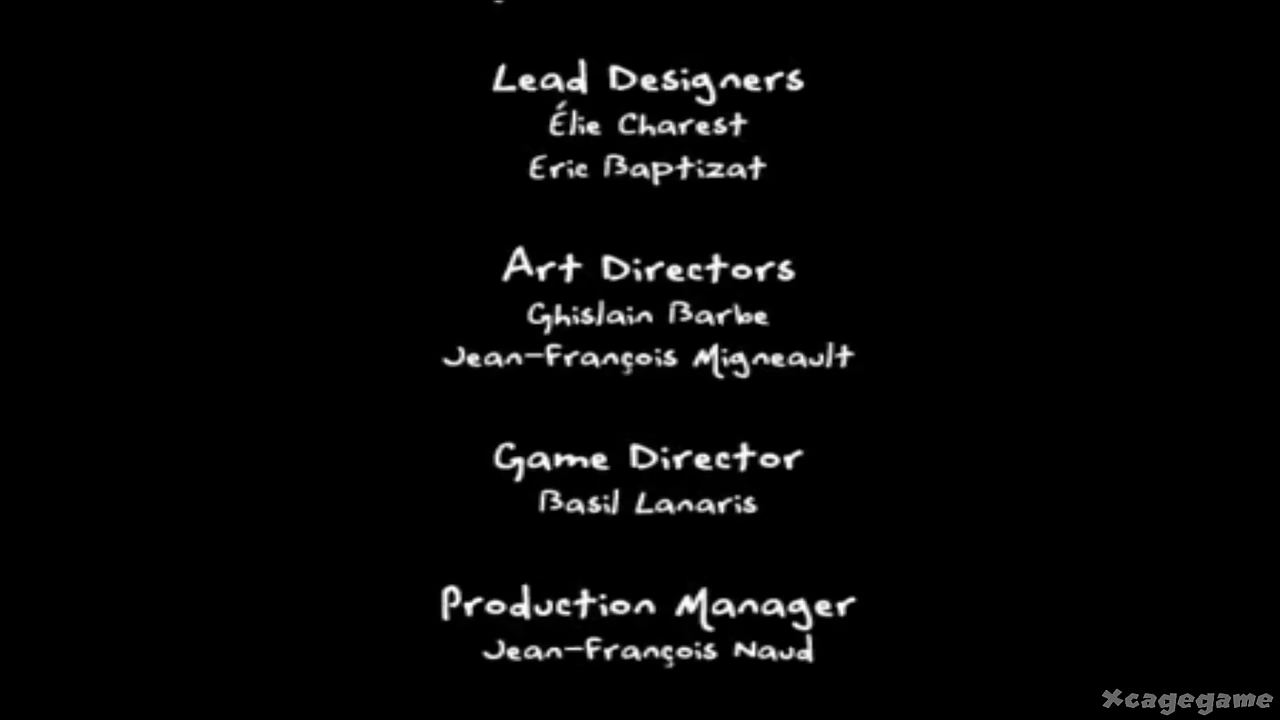 Lead Designers
Élie Charest
Eric Baptizat
Art Directors
Ghislain Barbe
Jean-François Migneault
Game Director
Basil Lanaris
Production Manager
Jean-François Naud
Xcagegame